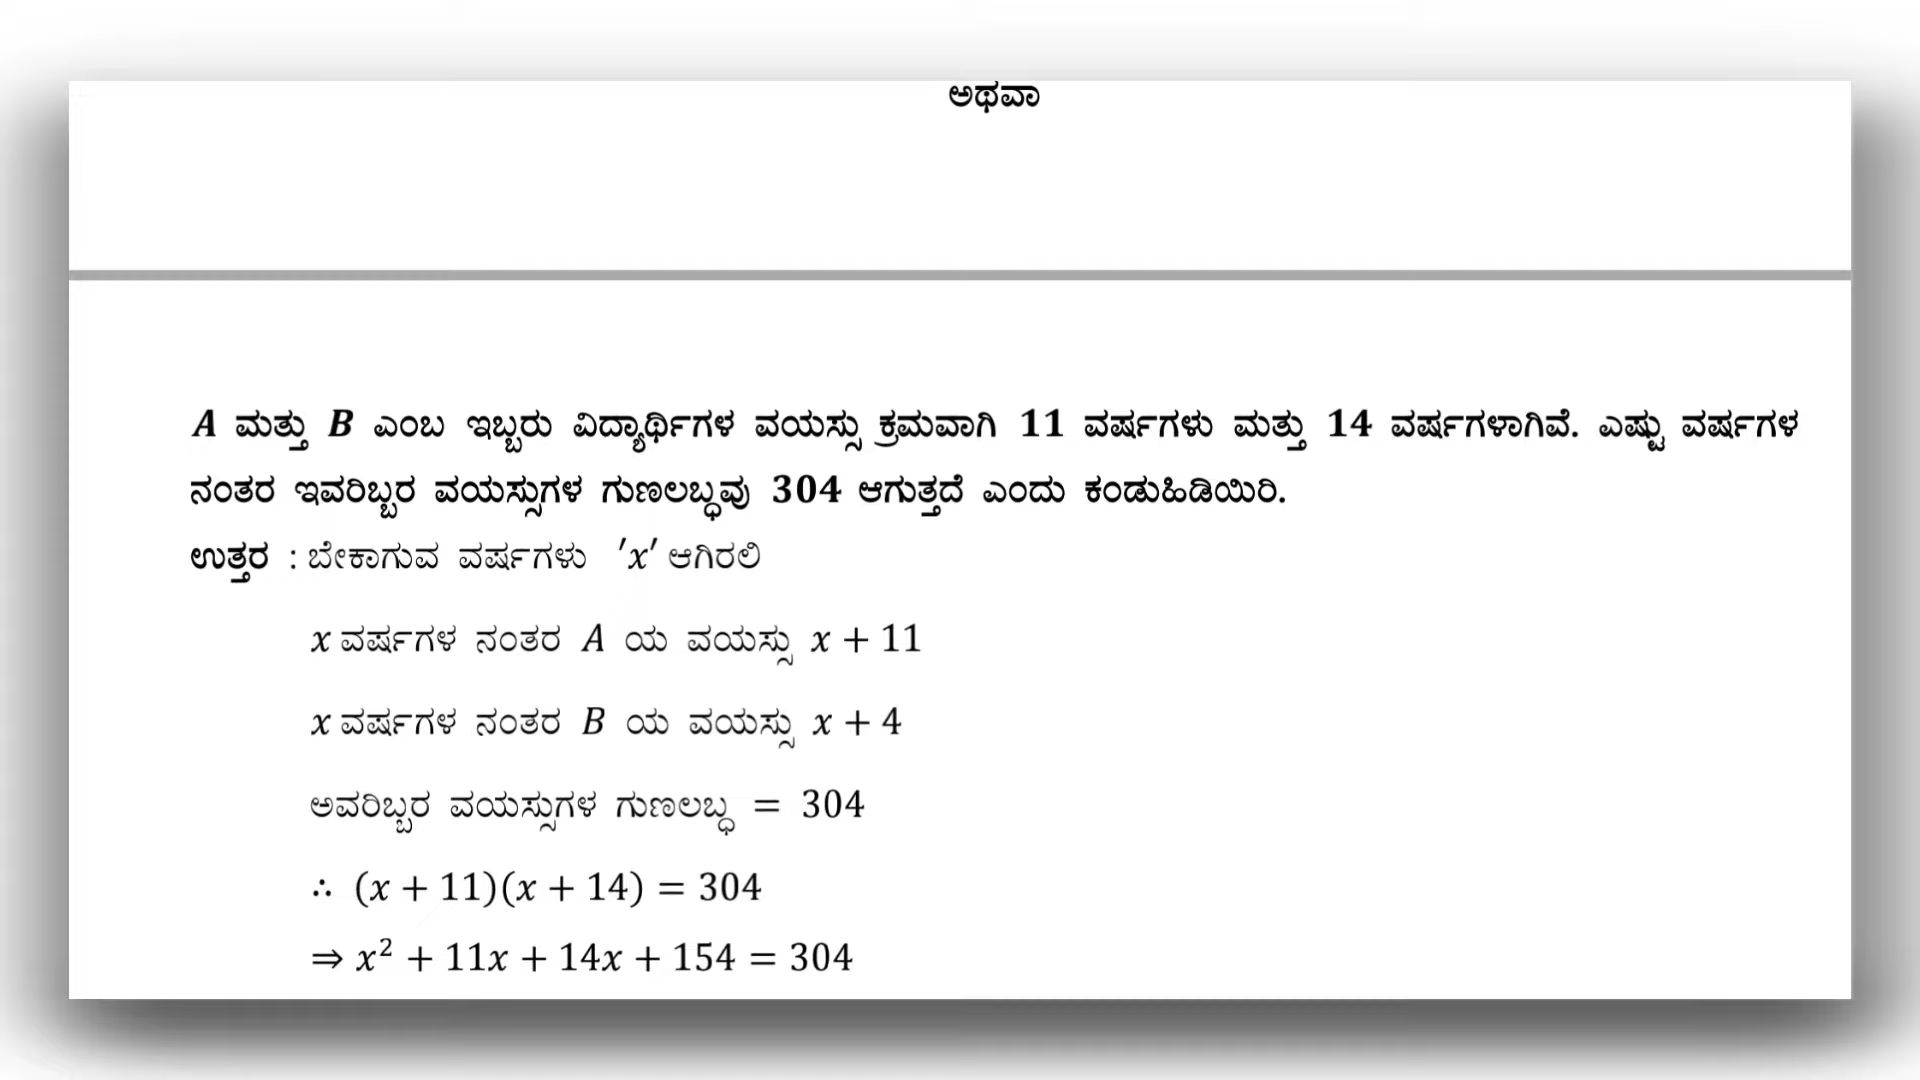 ಅಥವಾ
A ಮತ್ತು B ಎಂಬ ಇಬ್ಬರು ವಿದ್ಯಾರ್ಥಿಗಳ ವಯಸ್ಸು ಕ್ರಮವಾಗಿ 11 ವರ್ಷಗಳು ಮತ್ತು 14 ವರ್ಷಗಳಾಗಿವೆ. ಎಷ್ಟು ವರ್ಷಗಳ
ನಂತರ ಇವರಿಬ್ಬರ ವಯಸ್ಸುಗಳ ಗುಣಲಬ್ಧವು 304 ಆಗುತ್ತದೆ ಎಂದು ಕಂಡುಹಿಡಿಯಿರಿ.
ಉತ್ತರ : ಬೇಕಾಗುವ ವರ್ಷಗಳು ′x′ ಆಗಿರಲಿ
x ವರ್ಷಗಳ ನಂತರ A ಯ ವಯಸ್ಸು x + 11
x ವರ್ಷಗಳ ನಂತರ B ಯ ವಯಸ್ಸು x + 4
ಅವರಿಬ್ಬರ ವಯಸ್ಸುಗಳ ಗುಣಲಬ್ಧ = 304
∴ (x + 11)(x + 14) = 304
⇒ x² + 11x + 14x + 154 = 304